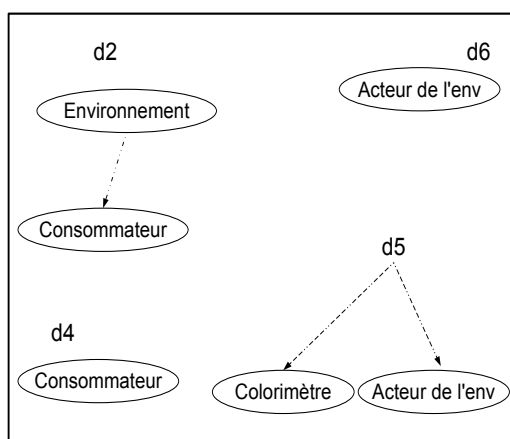 d2
d6
Environnement
Acteur de l'env
Consommateur
d5
d4
Consommateur
Colorimètre
Acteur de l'env